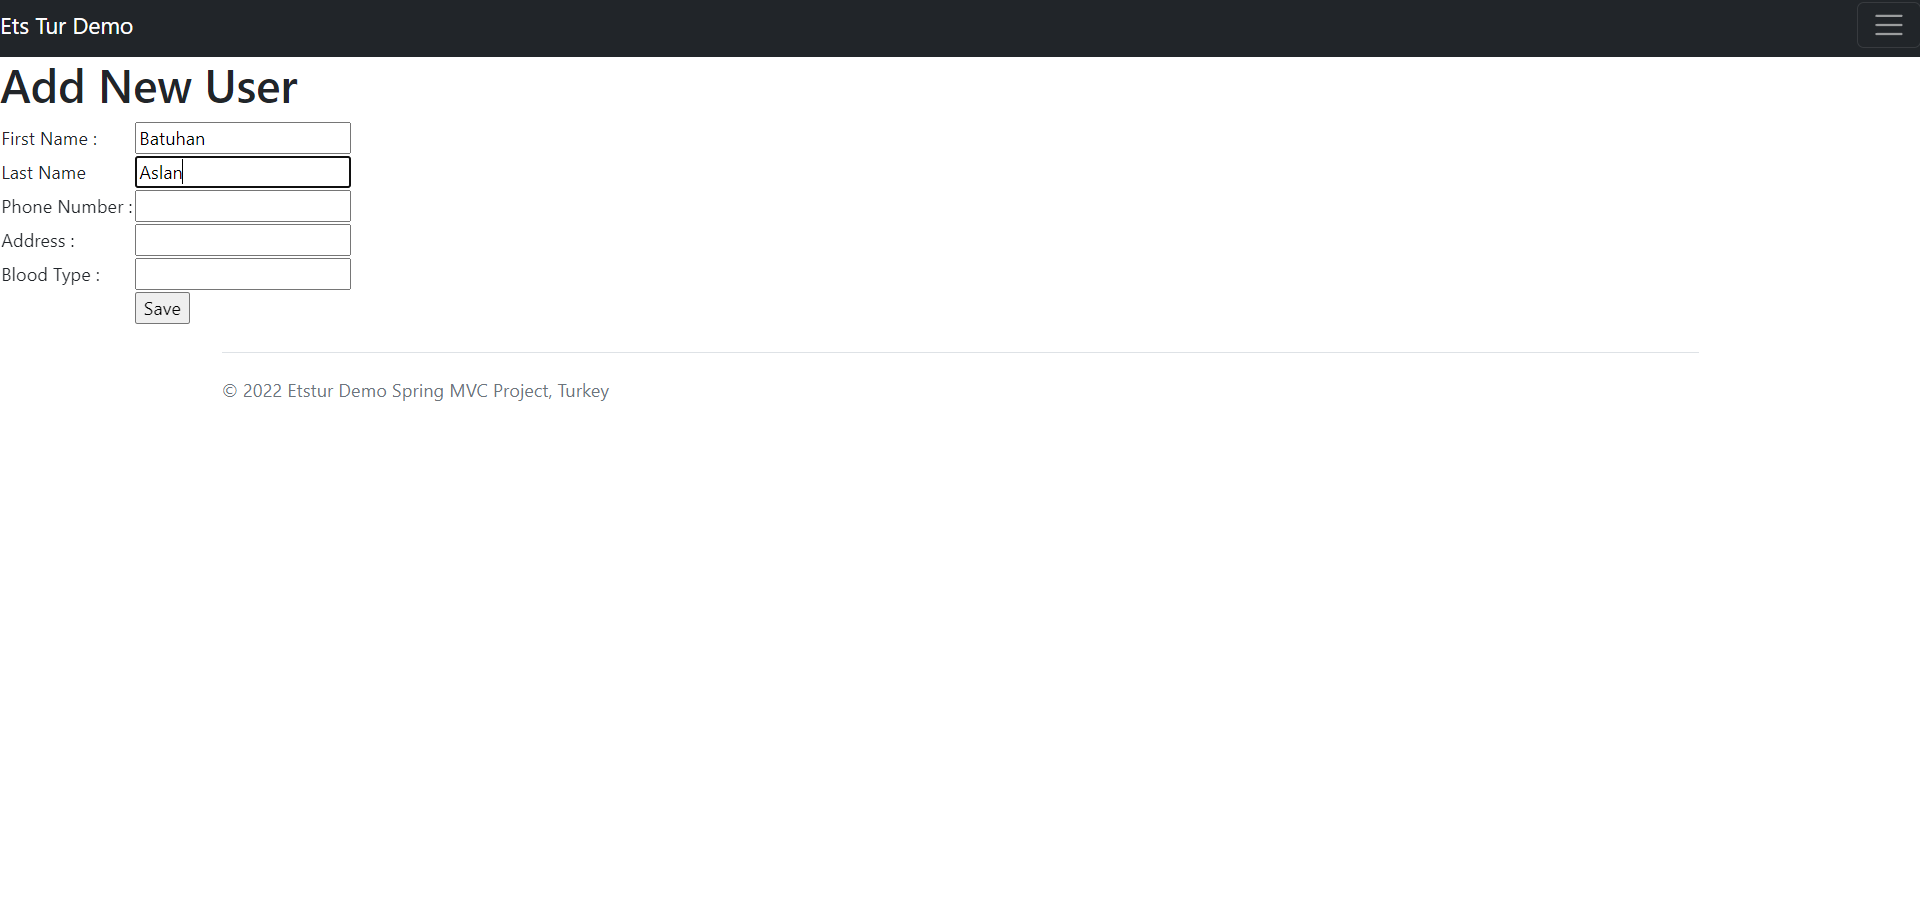 Ets Tur Demo
Add New User
First Name : Batuhan
Last Name Aslan
Phone Number :
Address :
Blood Type :
Save
© 2022 Etstur Demo Spring MVC Project, Turkey